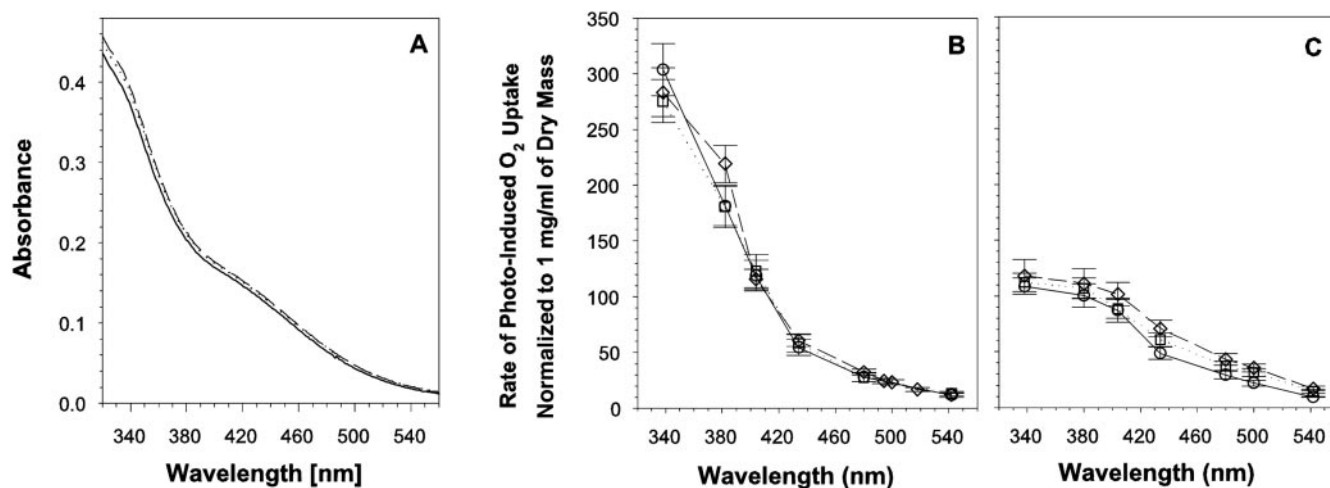 A
Absorbance
0.4
0.3
0.2
0.1
0.0
340 380 420 460 500 540
Wavelength [nm]
B
Rate of Photo-Induced O2 Uptake
Normalized to 1 mg/ml of Dry Mass
350
300
250
200
150
100
50
0
340 380 420 460 500 540
Wavelength (nm)
C
340 380 420 460 500 540
Wavelength (nm)